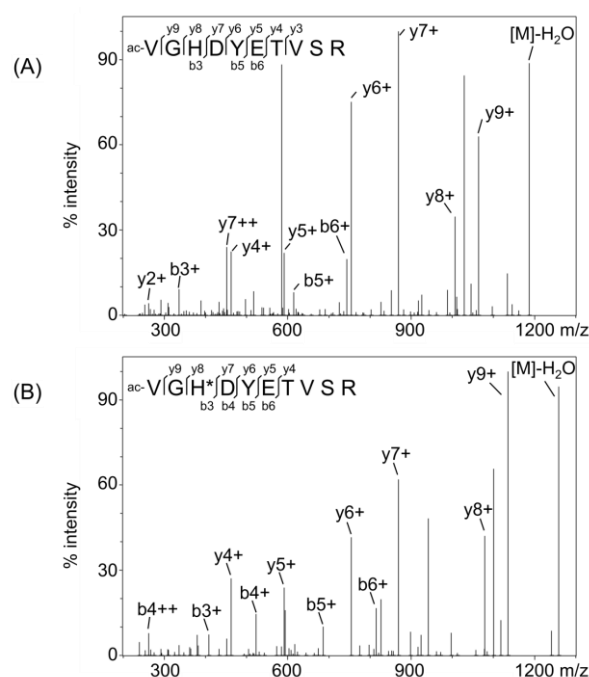 (A)
y9 y8 y7 y6 y5 y4 y3
ac-VGHDYETVSR
b3 b5 b6
[M]-H₂O
y7+
y6+
y9+
y8+
y7++
y4+
y5+
b6+
b5+
b3+
y2+
% intensity
90
60
30
0
300 600 900 1200 m/z
(B)
y9 y8 y7 y6 y5 y4
ac-VGH*DYETVSR
b3 b4 b5 b6
[M]-H₂O
y9+
y7+
y8+
y6+
y4+
y5+
b4+
b6+
b5+
b3+
b4++
% intensity
90
60
30
0
300 600 900 1200 m/z